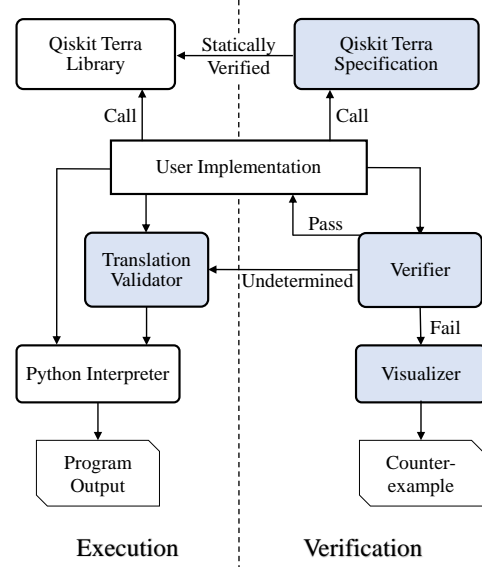 Qiskit Terra
Library
Statically
Verified
Qiskit Terra
Specification
Call
Call
User Implementation
Pass
Translation
Validator
Undetermined
Verifier
Fail
Python Interpreter
Visualizer
Program
Output
Counter-
example
Execution
Verification